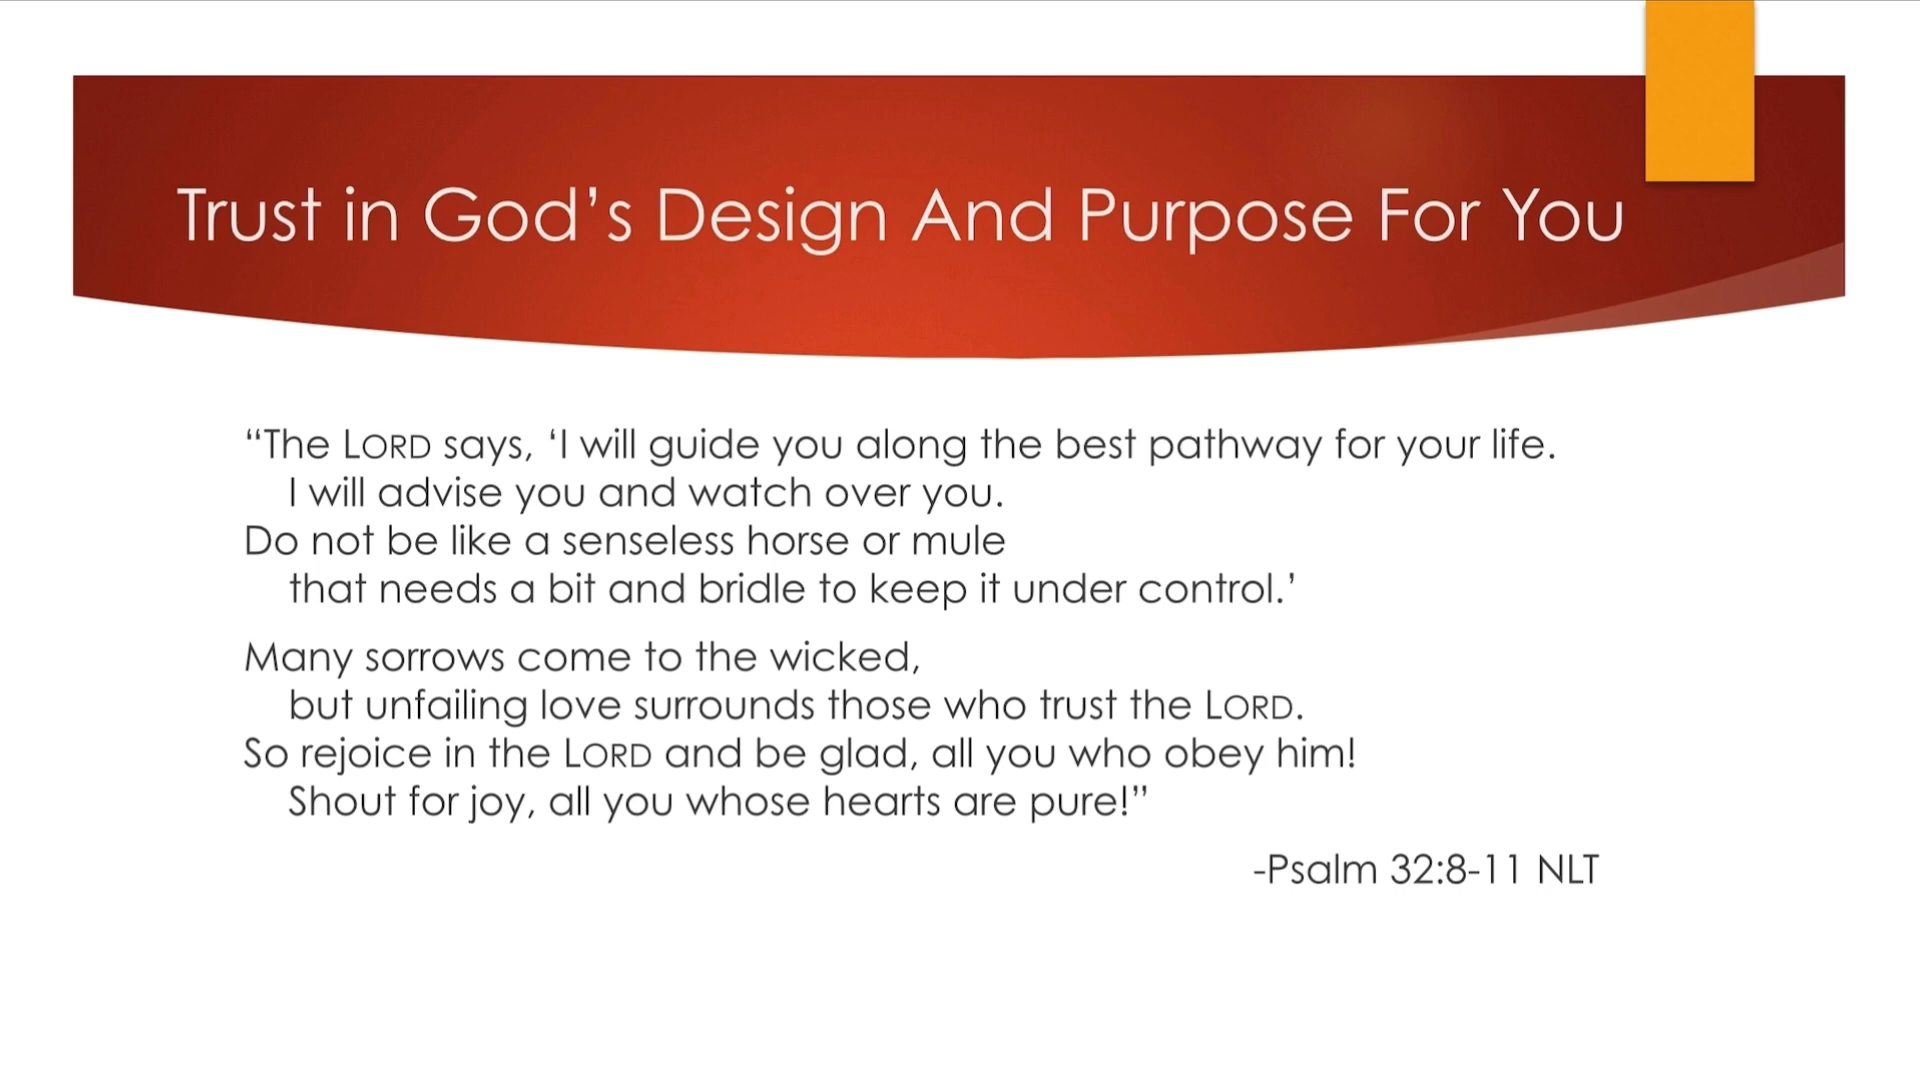 Trust in God’s Design And Purpose For You
“The LORD says, ‘I will guide you along the best pathway for your life.
I will advise you and watch over you.
Do not be like a senseless horse or mule
that needs a bit and bridle to keep it under control.’
Many sorrows come to the wicked,
but unfailing love surrounds those who trust the LORD.
So rejoice in the LORD and be glad, all you who obey him!
Shout for joy, all you whose hearts are pure!”
-Psalm 32:8-11 NLT